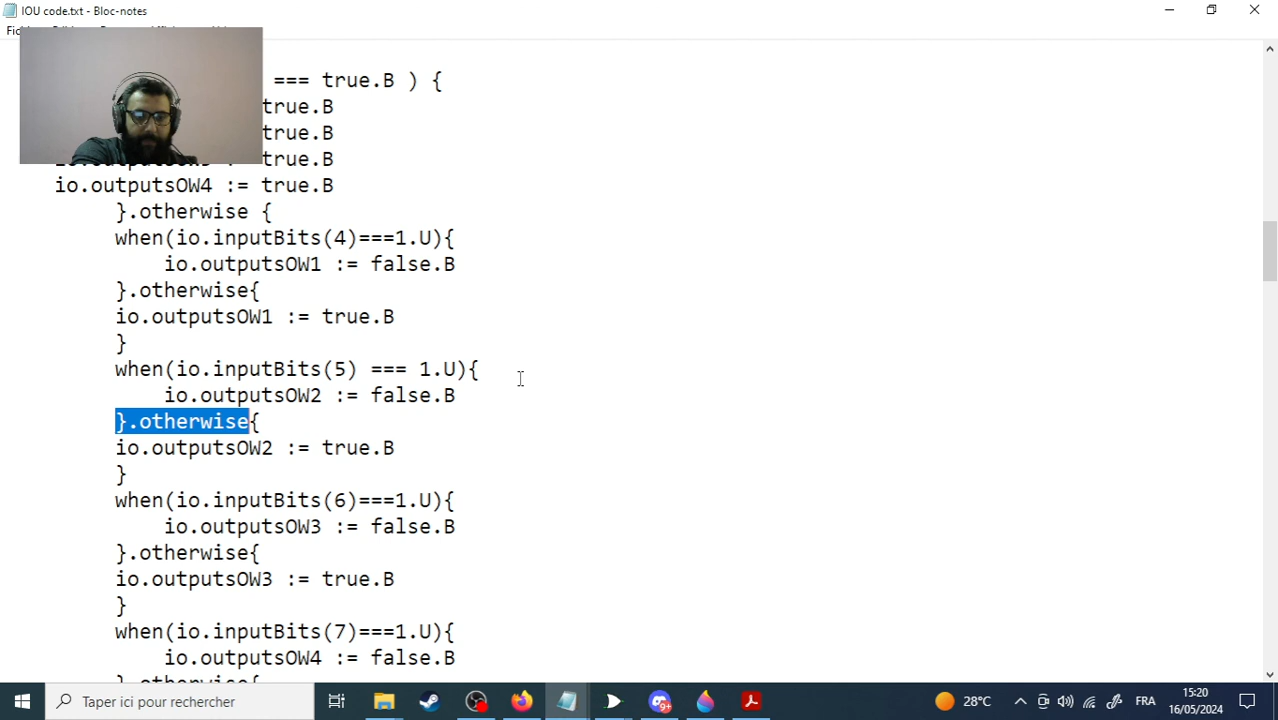 IOU code.txt - Bloc-notes
=== true.B ) {
true.B
true.B
true.B
io.outputsOW4 := true.B
}.otherwise {
when(io.inputBits(4)===1.U){
io.outputsOW1 := false.B
}.otherwise{
io.outputsOW1 := true.B
}
when(io.inputBits(5) === 1.U){
io.outputsOW2 := false.B
}.otherwise{
io.outputsOW2 := true.B
}
when(io.inputBits(6)===1.U){
io.outputsOW3 := false.B
}.otherwise{
io.outputsOW3 := true.B
}
when(io.inputBits(7)===1.U){
io.outputsOW4 := false.B
}.otherwise{
Taper ici pour rechercher
9+
28°C
FRA
15:20
16/05/2024